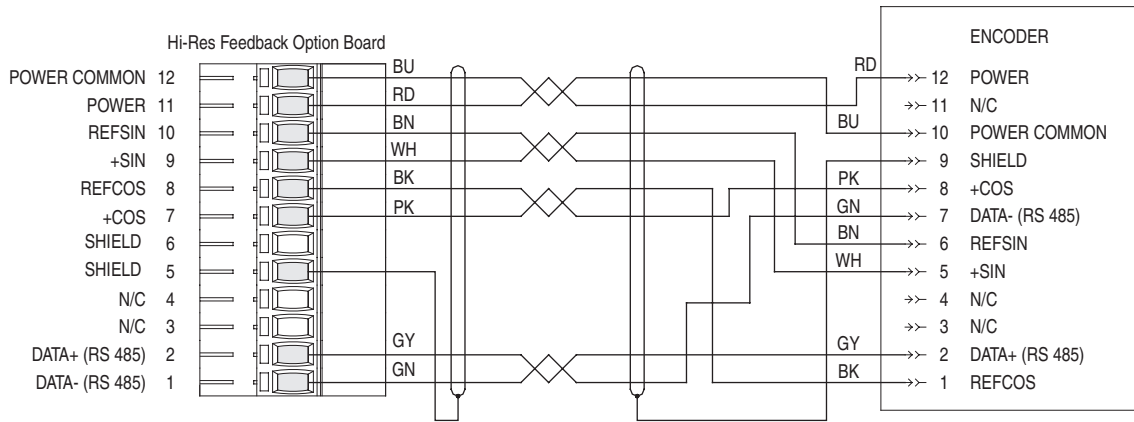 Hi-Res Feedback Option Board
POWER COMMON 12
POWER 11
REFSIN 10
+SIN 9
REFCOS 8
+COS 7
SHIELD 6
SHIELD 5
N/C 4
N/C 3
DATA+ (RS 485) 2
DATA- (RS 485) 1
BU
RD
BN
WH
BK
PK
GY
GN
RD
BU
PK
GN
BN
WH
GY
BK
ENCODER
12 POWER
11 N/C
10 POWER COMMON
9 SHIELD
8 +COS
7 DATA- (RS 485)
6 REFSIN
5 +SIN
4 N/C
3 N/C
2 DATA+ (RS 485)
1 REFCOS